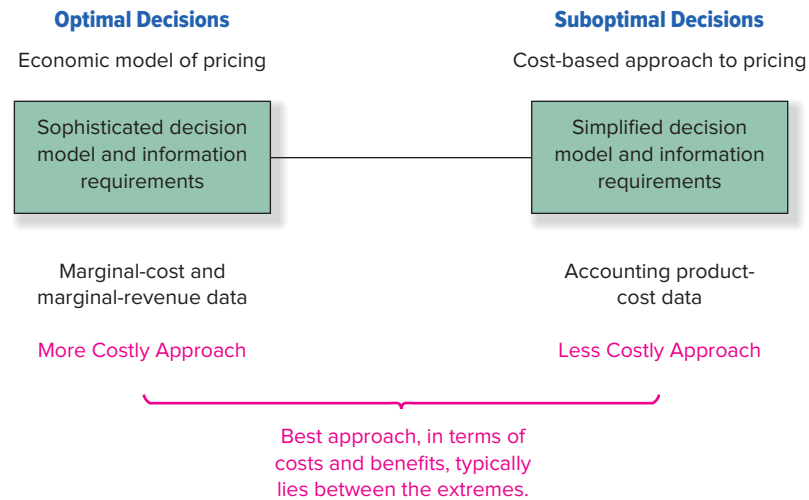 Optimal Decisions
Economic model of pricing
Sophisticated decision
model and information
requirements
Marginal-cost and
marginal-revenue data
More Costly Approach
Suboptimal Decisions
Cost-based approach to pricing
Simplified decision
model and information
requirements
Accounting product-
cost data
Less Costly Approach
Best approach, in terms of
costs and benefits, typically
lies between the extremes.